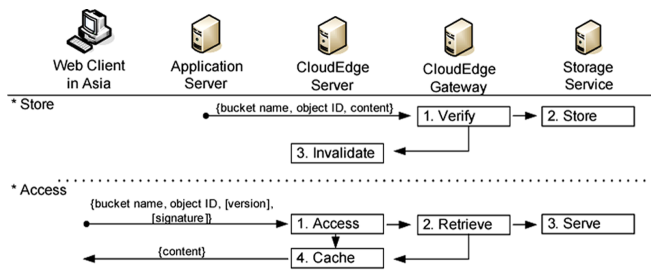 Web Client
in Asia
Application
Server
CloudEdge
Server
CloudEdge
Gateway
Storage
Service
* Store
{bucket name, object ID, content}
1. Verify
2. Store
3. Invalidate
* Access
{bucket name, object ID, [version],
[signature]}
1. Access
2. Retrieve
3. Serve
{content}
4. Cache